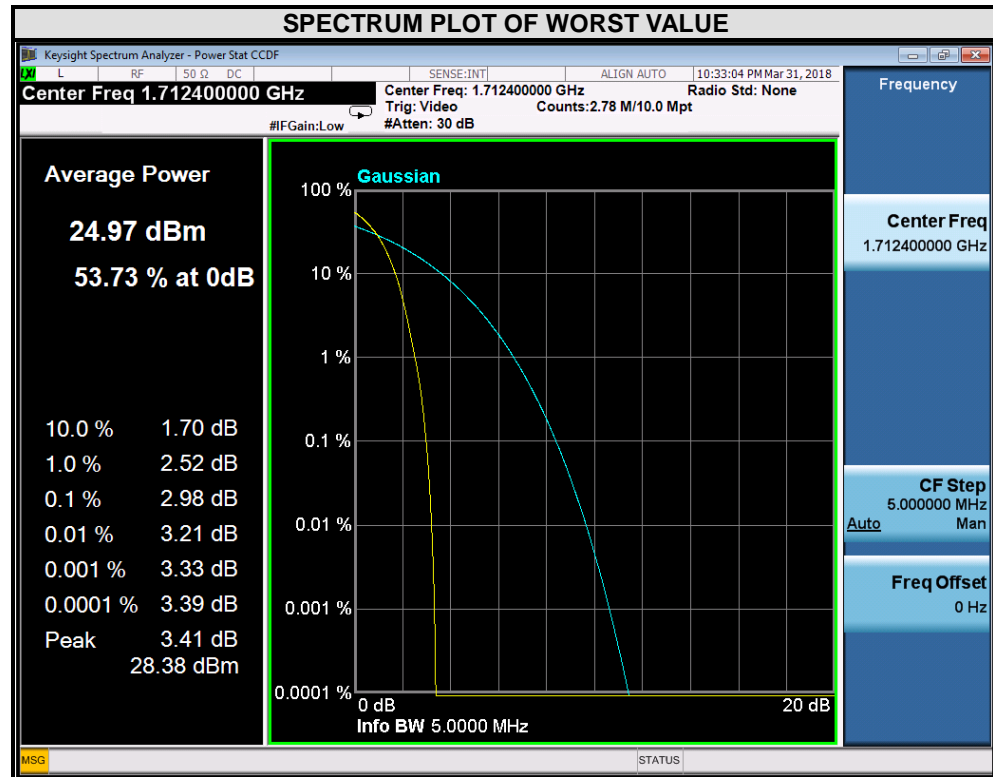 SPECTRUM PLOT OF WORST VALUE
Keysight Spectrum Analyzer - Power Stat CCDF
LXI L RF 50 Ω DC SENSE:INT ALIGN AUTO 10:33:04 PM Mar 31, 2018
Center Freq 1.712400000 GHz
Center Freq: 1.712400000 GHz Radio Std: None
Trig: Video Counts:2.78 M/10.0 Mpt
#IFGain:Low #Atten: 30 dB
Frequency
Average Power
24.97 dBm
53.73 % at 0dB
10.0 % 1.70 dB
1.0 % 2.52 dB
0.1 % 2.98 dB
0.01 % 3.21 dB
0.001 % 3.33 dB
0.0001 % 3.39 dB
Peak 3.41 dB
28.38 dBm
Gaussian
100 %
10 %
1 %
0.1 %
0.01 %
0.001 %
0.0001 %
0 dB 20 dB
Info BW 5.0000 MHz
Center Freq
1.712400000 GHz
CF Step
5.000000 MHz
Auto Man
Freq Offset
0 Hz
MSG STATUS